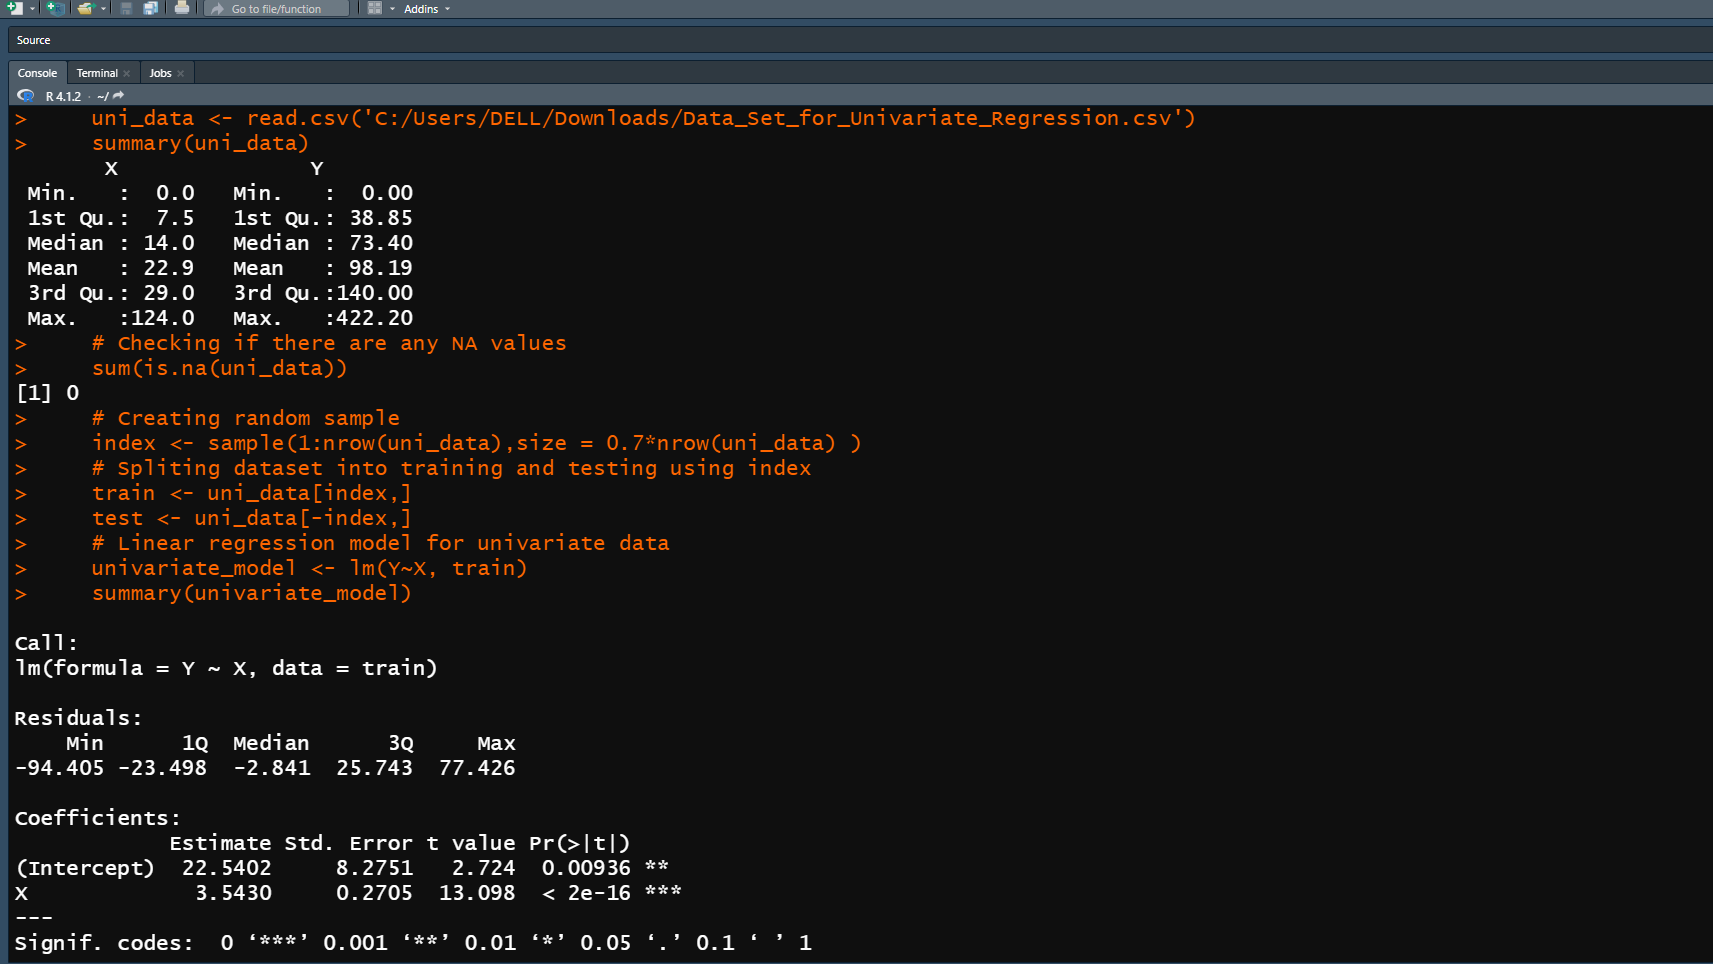 Go to file/function Addins
Source
Console Terminal Jobs
R 4.1.2 · ~/
> uni_data <- read.csv('C:/Users/DELL/Downloads/Data_Set_for_Univariate_Regression.csv')
> summary(uni_data)
X Y
Min. : 0.0 Min. : 0.00
1st Qu.: 7.5 1st Qu.: 38.85
Median : 14.0 Median : 73.40
Mean : 22.9 Mean : 98.19
3rd Qu.: 29.0 3rd Qu.:140.00
Max. :124.0 Max. :422.20
> # Checking if there are any NA values
> sum(is.na(uni_data))
[1] 0
> # Creating random sample
> index <- sample(1:nrow(uni_data),size = 0.7*nrow(uni_data) )
> # Spliting dataset into training and testing using index
> train <- uni_data[index,]
> test <- uni_data[-index,]
> # Linear regression model for univariate data
> univariate_model <- lm(Y~X, train)
> summary(univariate_model)
Call:
lm(formula = Y ~ X, data = train)
Residuals:
Min 1Q Median 3Q Max
-94.405 -23.498 -2.841 25.743 77.426
Coefficients:
Estimate Std. Error t value Pr(>|t|)
(Intercept) 22.5402 8.2751 2.724 0.00936 **
X 3.5430 0.2705 13.098 < 2e-16 ***
---
Signif. codes: 0 ‘***’ 0.001 ‘**’ 0.01 ‘*’ 0.05 ‘.’ 0.1 ‘ ’ 1